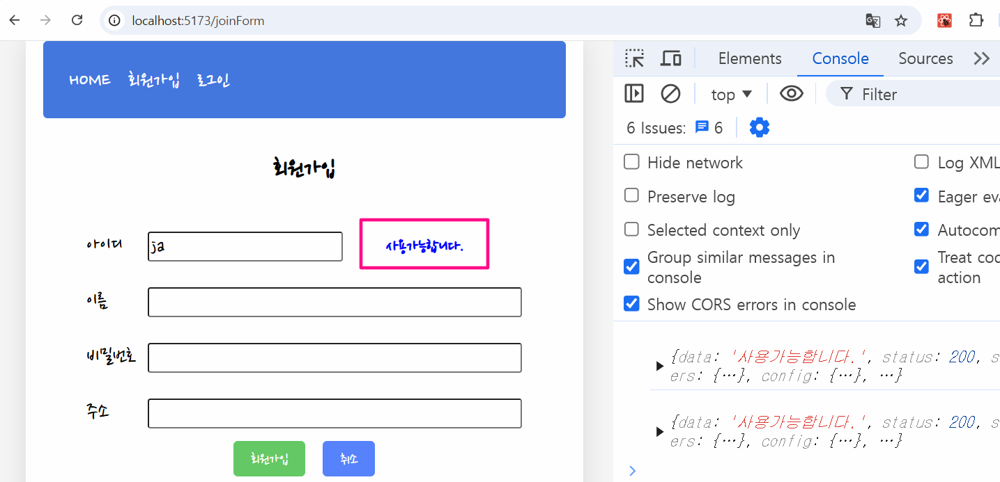 localhost:5173/joinForm
HOME 회원가입 로그인
회원가입
아이디 ja 사용가능합니다.
이름
비밀번호
주소
회원가입 취소
Elements Console Sources
top Filter
6 Issues: 6
Hide network Log XML
Preserve log Eager eva
Selected context only Autocom
Group similar messages in
console
Treat cod
action
Show CORS errors in console
{data: '사용가능합니다.', status: 200, s
ers: {…}, config: {…}, …}
{data: '사용가능합니다.', status: 200, s
ers: {…}, config: {…}, …}